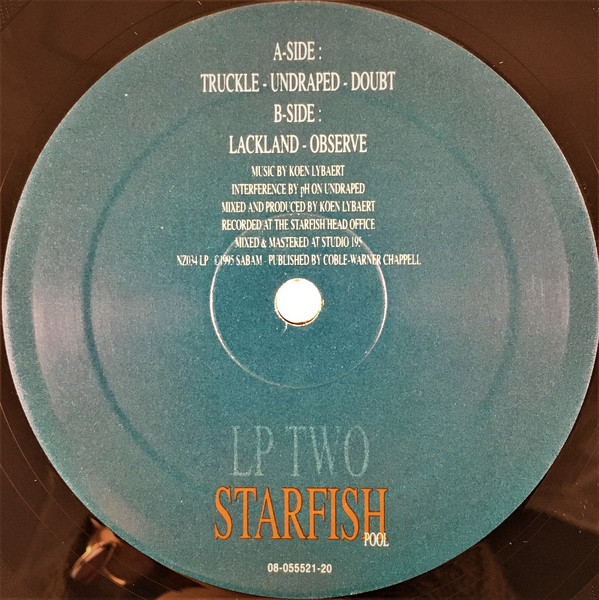 A-SIDE :
TRUCKLE - UNDRAPED - DOUBT
B-SIDE :
LACKLAND - OBSERVE
MUSIC BY KOEN LYBAERT
INTERFERENCE BY pH ON UNDRAPED
MIXED AND PRODUCED BY KOEN LYBAERT
RECORDED AT THE STARFISH HEAD OFFICE
MIXED & MASTERED AT STUDIO 195
NZ034 LP ©1995 SABAM - PUBLISHED BY COBLE-WARNER CHAPPELL
LP TWO
STARFISH
POOL
08-055521-20